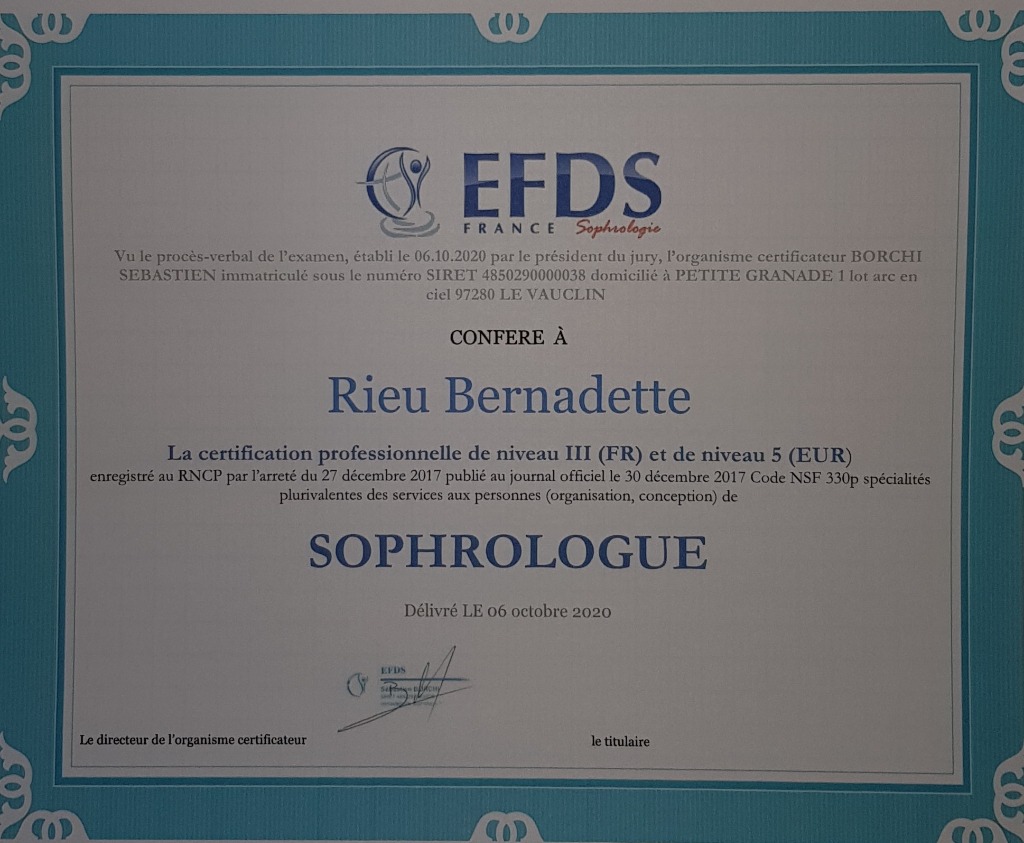 EFDS
FRANCE Sophrologie
Vu le procès-verbal de l'examen, établi le 06.10.2020 par le président du jury, l'organisme certificateur BORCHI
SEBASTIEN immatriculé sous le numéro SIRET 4850290000038 domicilié à PETITE GRANADE 1 lot arc en
ciel 97280 LE VAUCLIN
CONFERE À
Rieu Bernadette
La certification professionnelle de niveau III (FR) et de niveau 5 (EUR)
enregistré au RNCP par l'arreté du 27 décembre 2017 publié au journal officiel le 30 décembre 2017 Code NSF 330p spécialités
plurivalentes des services aux personnes (organisation, conception) de
SOPHROLOGUE
Délivré LE 06 octobre 2020
EFDS
Sébastien BORCHI
Le directeur de l'organisme certificateur
le titulaire